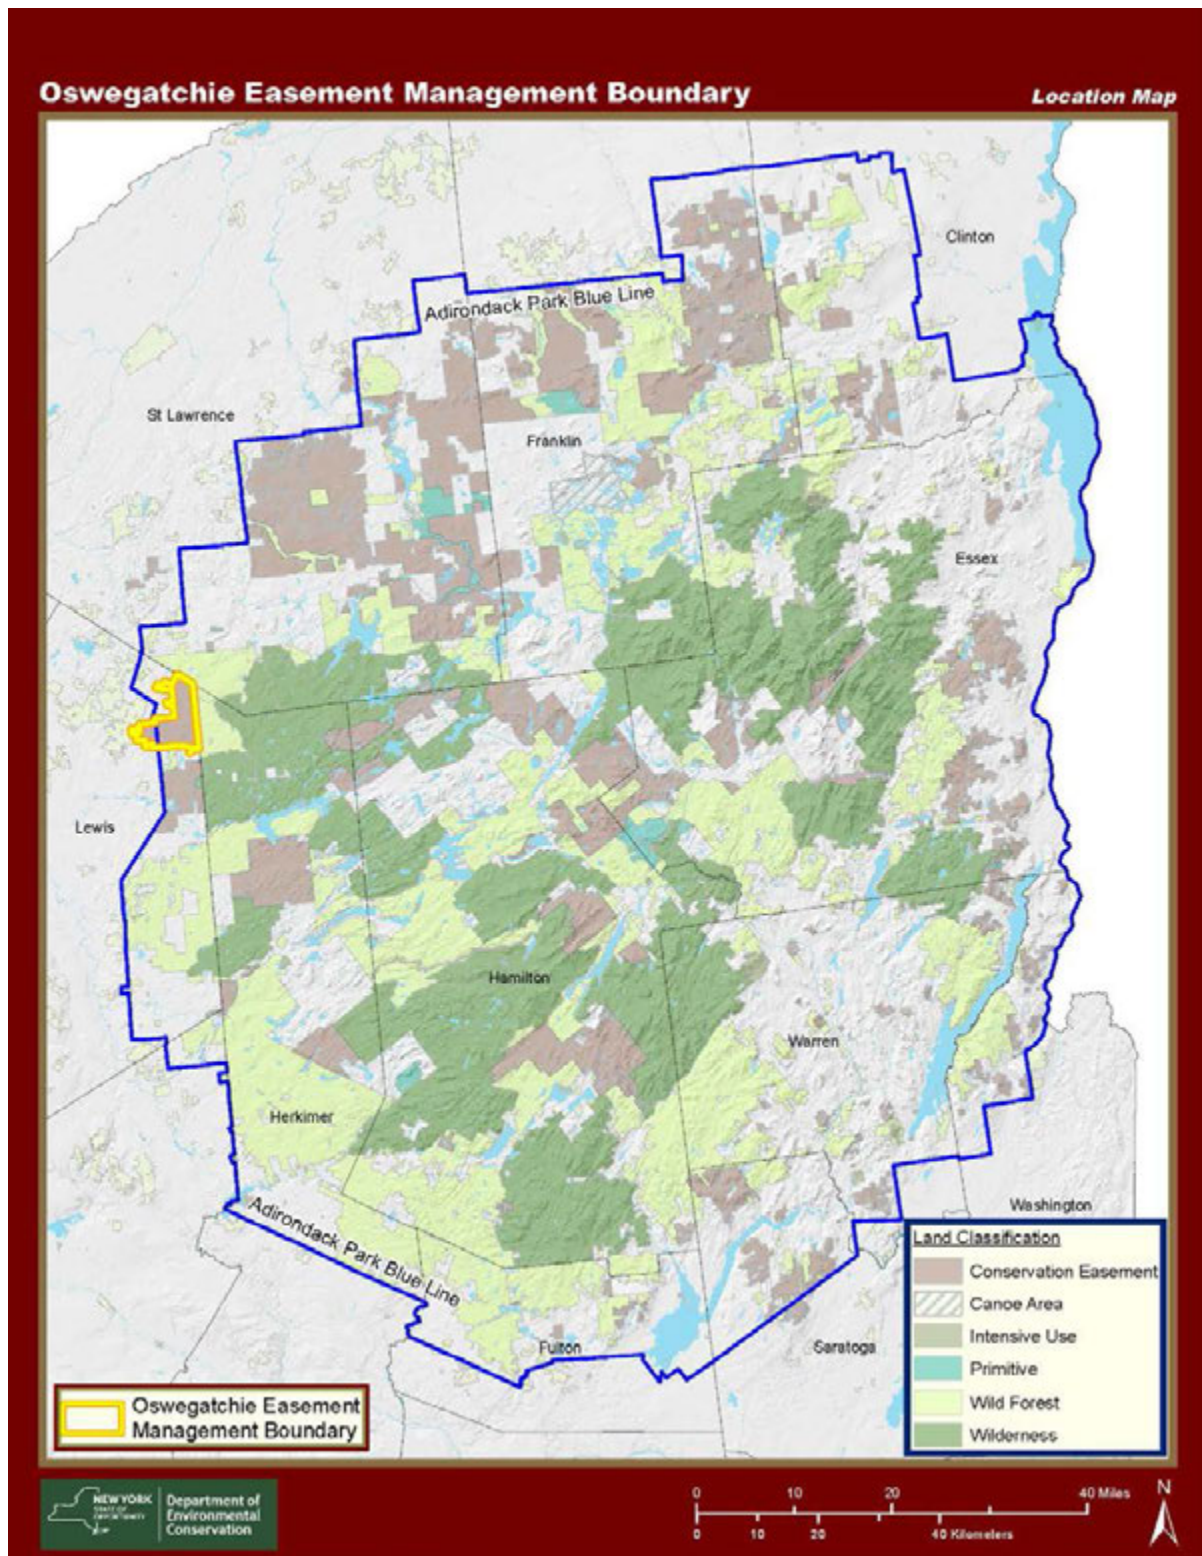 Oswegatchie Easement Management Boundary
Location Map
Clinton
Adirondack Park Blue Line
St Lawrence
Franklin
Essex
Lewis
Hamilton
Warren
Herkimer
Adirondack Park Blue Line
Washington
Fulton
Saratoga
Land Classification
Conservation Easement
Canoe Area
Intensive Use
Primitive
Wild Forest
Wilderness
Oswegatchie Easement
Management Boundary
NEW YORK
STATE OF
OPPORTUNITY
Department of
Environmental
Conservation
0 10 20 40 Miles
0 10 20 40 Kilometers
N